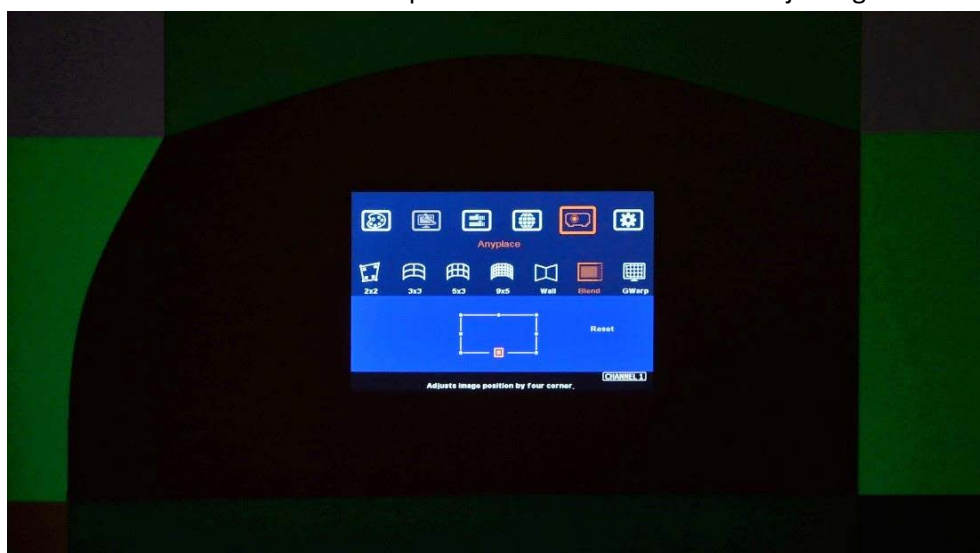 Anyplace
2x2 3x3 5x3 9x5 Wall Blend GWarp
Reset
CHANNEL 1
Adjusts image position by four corner.